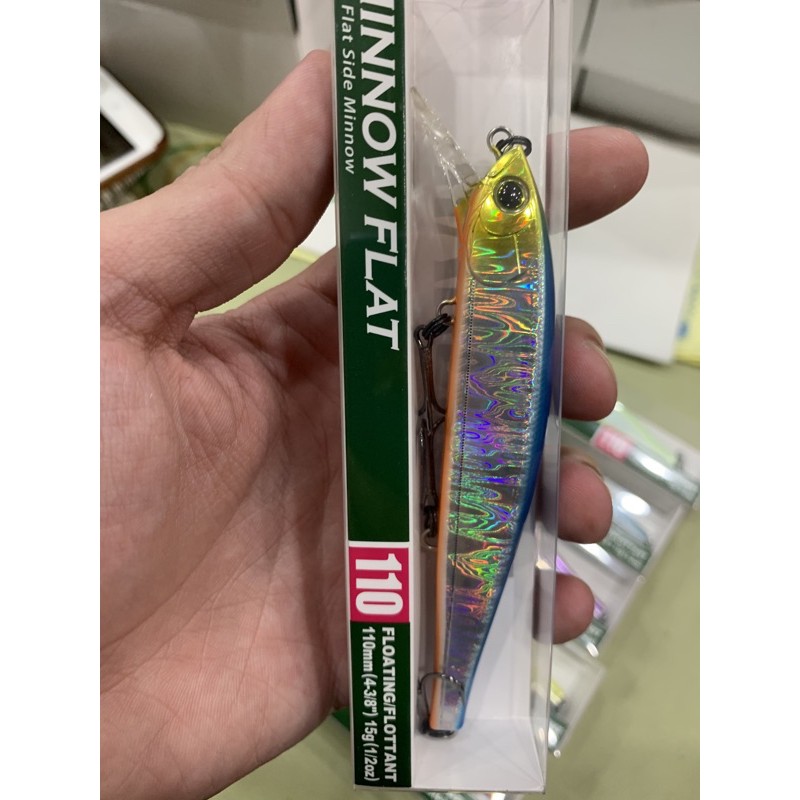 MINNOW FLAT
Flat Side Minnow
110
FLOATING/FLOTTANT
110mm(4-3/8") 15g(1/2oz)